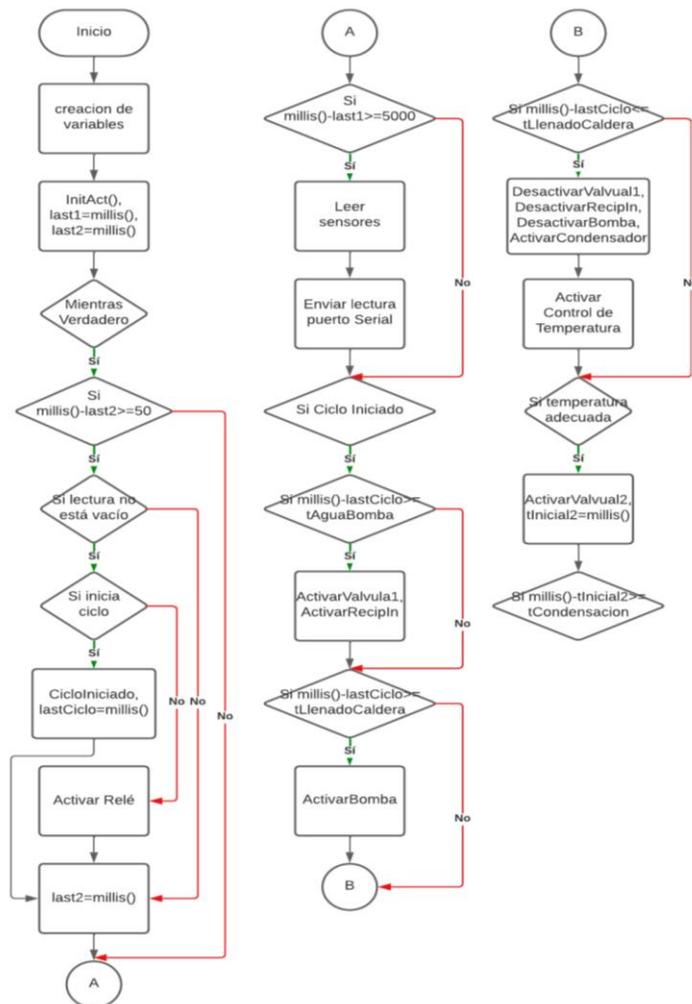 Inicio
creacion de
variables
InitAct(),
last1=millis(),
last2=millis()
Mientras
Verdadero
Sí
Si
millis()-last2>=50
Sí
Si lectura no
está vacío
Sí
Si inicia
ciclo
Sí
CicloIniciado,
lastCiclo=millis()
No
No
No
Activar Relé
last2=millis()
A
A
Si
millis()-last1>=5000
Sí
Leer
sensores
No
Enviar lectura
puerto Serial
Si Ciclo Iniciado
Sí
Si millis()-lastCiclo>=
tAguaBomba
Sí
ActivarValvula1,
ActivarRecipIn
No
Si millis()-lastCiclo>=
tLlenadoCaldera
Sí
ActivarBomba
No
B
B
Si millis()-lastCiclo<=
tLlenadoCaldera
Sí
DesactivarValvual1,
DesactivarRecipIn,
DesactivarBomba,
ActivarCondensador
Activar
Control de
Temperatura
Si temperatura
adecuada
Sí
ActivarValvual2,
tInicial2=millis()
Si millis()-tInicial2>=
tCondensacion